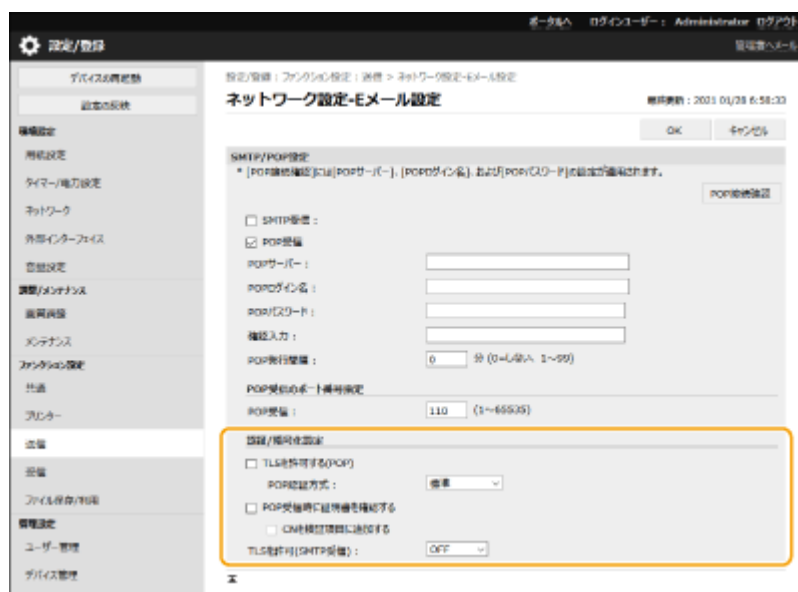 ポータルへ ログインユーザー： Administrator ログアウト
設定/登録
管理者へメール
デバイスの再起動
設定の反映
環境設定
用紙設定
タイマー/電力設定
ネットワーク
外部インターフェイス
音量設定
調整/メンテナンス
画質調整
メンテナンス
ファンクション設定
共通
プリンター
送信
受信
ファイル保存/利用
管理設定
ユーザー管理
デバイス管理
設定/登録 : ファンクション設定 : 送信 > ネットワーク設定-Eメール設定
ネットワーク設定-Eメール設定
最終更新 : 2021 01/28 6:58:33
OK キャンセル
SMTP/POP設定
* [POP接続確認]には[POPサーバー], [POPログイン名], および[POPパスワード]の設定が適用されます。
POP接続確認
SMTP受信 :
POP受信
POPサーバー :
POPログイン名 :
POPパスワード :
確認入力 :
POP発行間隔 : 0 分 (0=しない、1~99)
POP受信のポート番号指定
POP受信 : 110 (1~65535)
認証/暗号化設定
TLSを許可する(POP)
POP認証方式 : 標準
POP受信時に証明書を確認する
CNを検証項目に追加する
TLSを許可(SMTP受信) : OFF